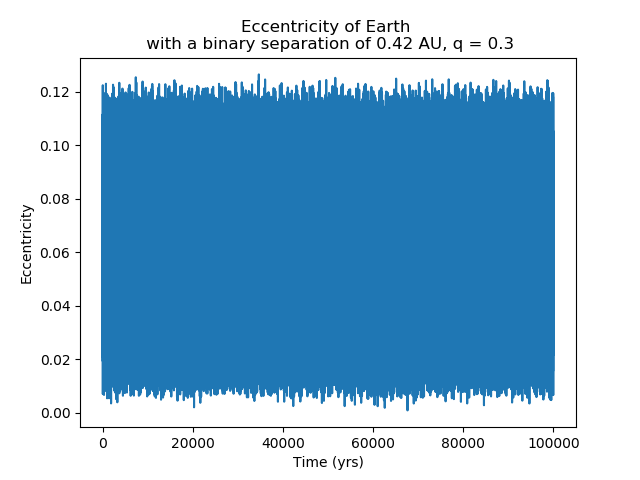 Eccentricity of Earth
with a binary separation of 0.42 AU, q = 0.3
Eccentricity
0.12
0.10
0.08
0.06
0.04
0.02
0.00
0 20000 40000 60000 80000 100000
Time (yrs)